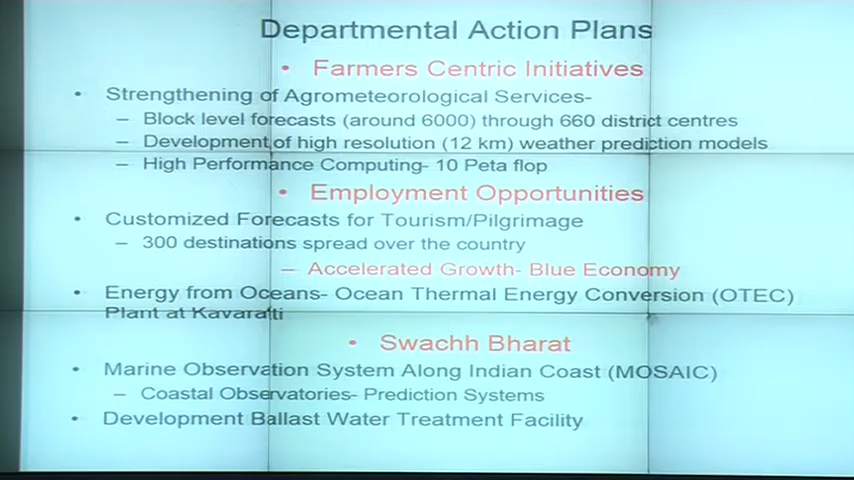 Departmental Action Plans
• Farmers Centric Initiatives
• Strengthening of Agrometeorological Services-
– Block level forecasts (around 6000) through 660 district centres
– Development of high resolution (12 km) weather prediction models
– High Performance Computing- 10 Peta flop
• Employment Opportunities
• Customized Forecasts for Tourism/Pilgrimage
– 300 destinations spread over the country
– Accelerated Growth- Blue Economy
• Energy from Oceans- Ocean Thermal Energy Conversion (OTEC)
Plant at Kavaratti
• Swachh Bharat
• Marine Observation System Along Indian Coast (MOSAIC)
– Coastal Observatories- Prediction Systems
• Development Ballast Water Treatment Facility